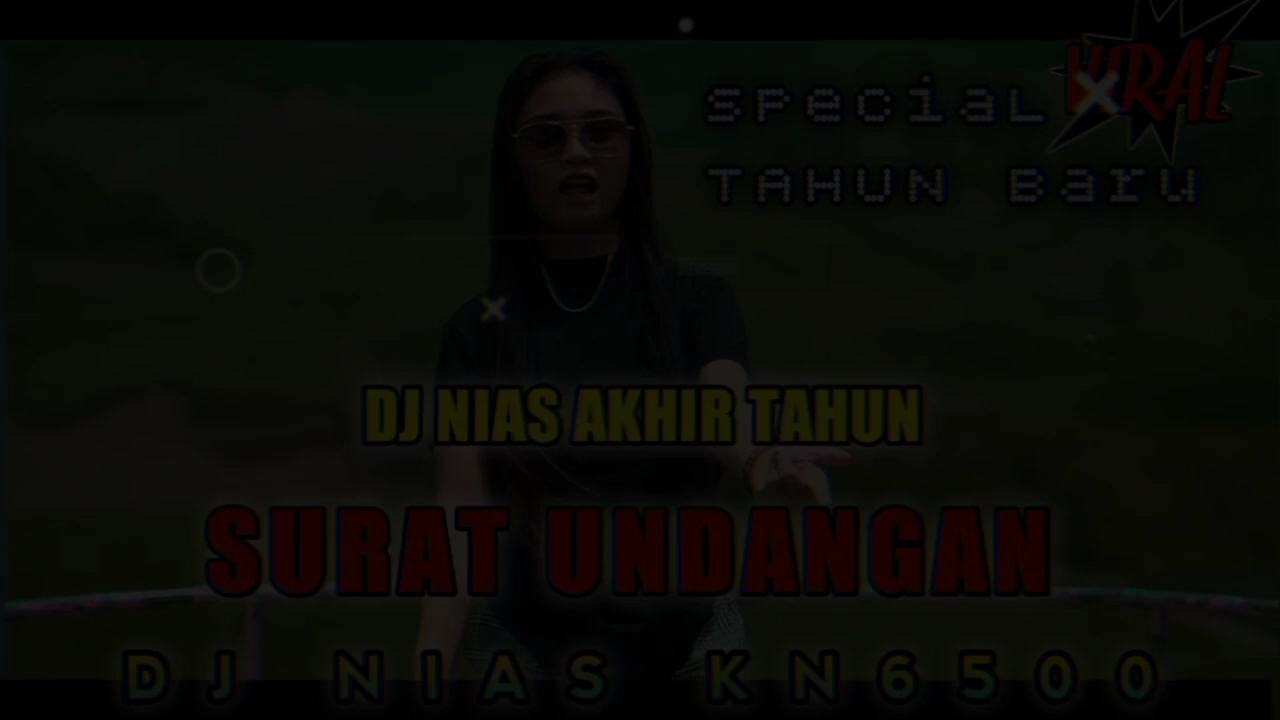 SPeciaL VIRAL
TAHUN Baru
DJ NIAS AKHIR TAHUN
SURAT UNDANGAN
DJ NIAS KN6500